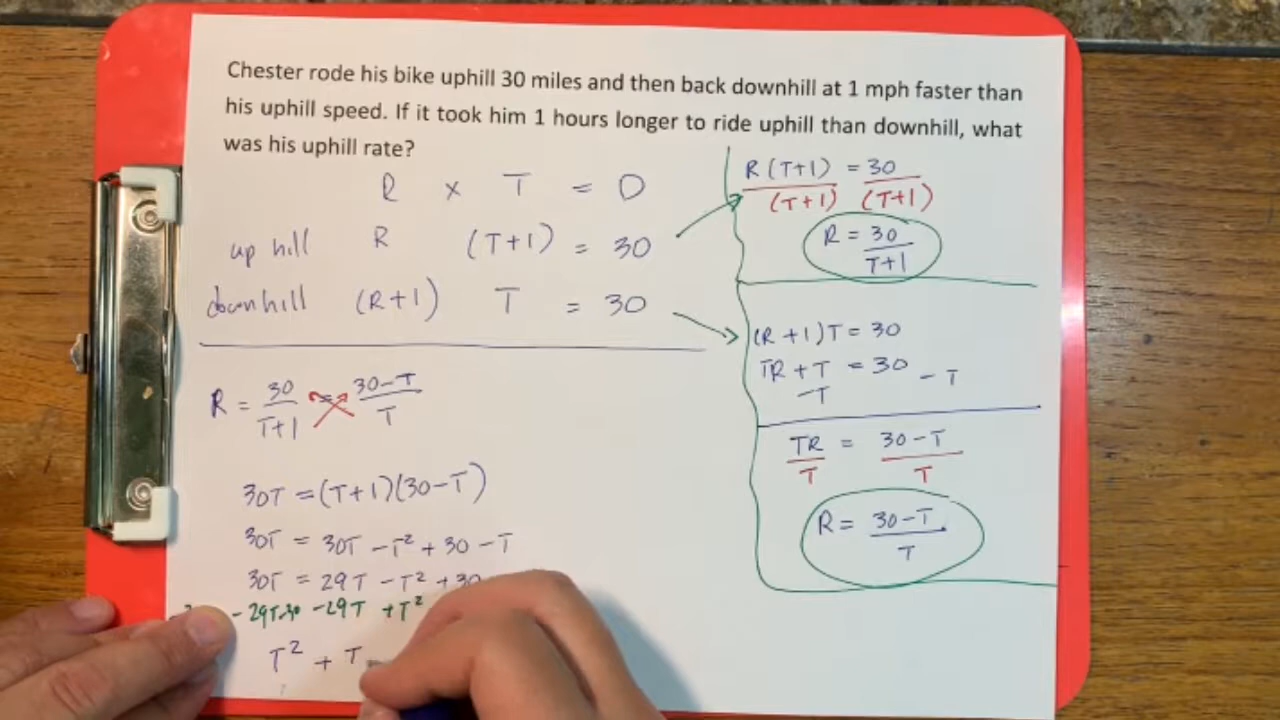 Chester rode his bike uphill 30 miles and then back downhill at 1 mph faster than
his uphill speed. If it took him 1 hours longer to ride uphill than downhill, what
was his uphill rate?
R × T = D
up hill R (T+1) = 30
downhill (R+1) T = 30
R = 30/T+1 = 30-T/T
30T = (T+1)(30-T)
30T = 30T - T² + 30 - T
30T = 29T - T² + 30
-29T-30 -29T + T²
T² + T -
R(T+1) = 30
(T+1) (T+1)
R = 30/T+1
(R+1)T = 30
TR + T = 30 - T
-T
TR/T = 30-T/T
R = 30-T/T